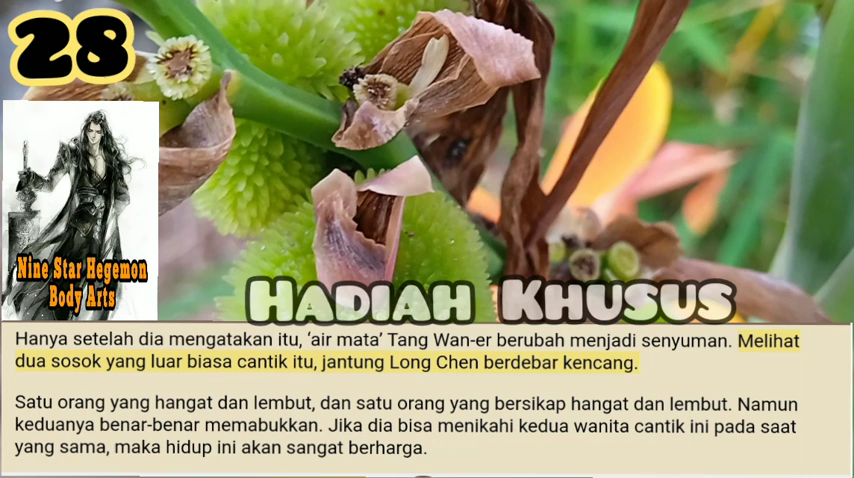 28
Nine Star Hegemon
Body Arts
HADIAH KHUSUS
Hanya setelah dia mengatakan itu, ‘air mata’ Tang Wan-er berubah menjadi senyuman. Melihat
dua sosok yang luar biasa cantik itu, jantung Long Chen berdebar kencang.
Satu orang yang hangat dan lembut, dan satu orang yang bersikap hangat dan lembut. Namun
keduanya benar-benar memabukkan. Jika dia bisa menikahi kedua wanita cantik ini pada saat
yang sama, maka hidup ini akan sangat berharga.